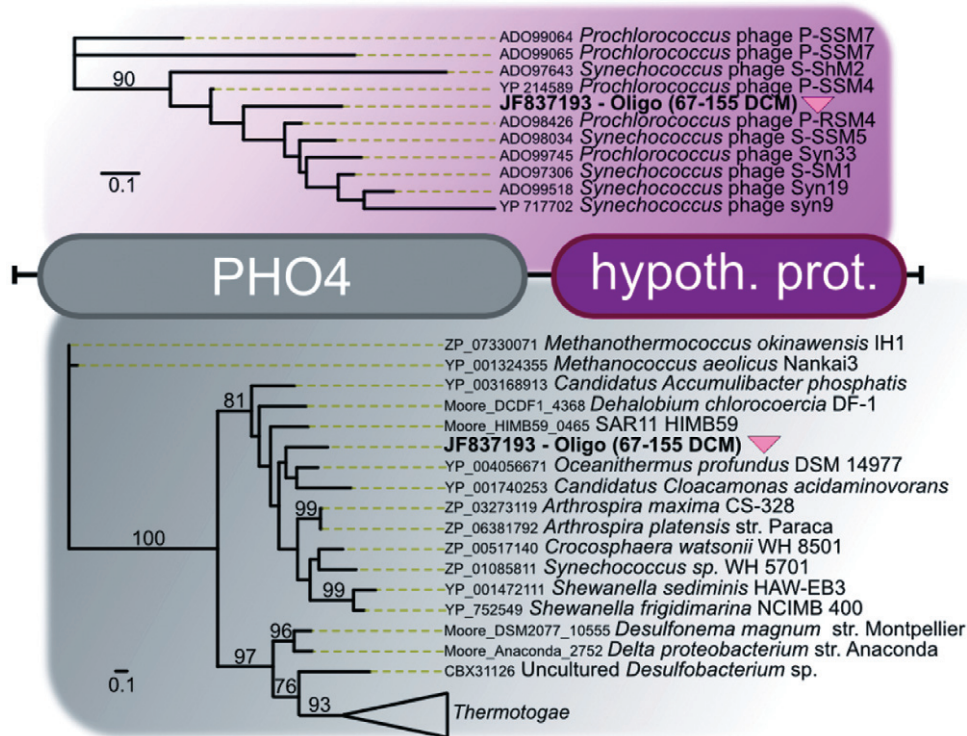 ADO99064 Prochlorococcus phage P-SSM7
ADO99065 Prochlorococcus phage P-SSM7
90
ADO97643 Synechococcus phage S-ShM2
YP 214589 Prochlorococcus phage P-SSM4
JF837193 - Oligo (67-155 DCM)
ADO98426 Prochlorococcus phage P-RSM4
ADO98034 Synechococcus phage S-SSM5
ADO99745 Prochlorococcus phage Syn33
0.1
ADO97306 Synechococcus phage S-SM1
ADO99518 Synechococcus phage Syn19
YP 717702 Synechococcus phage syn9
PHO4
hypoth. prot.
ZP_07330071 Methanothermococcus okinawensis IH1
YP_001324355 Methanococcus aeolicus Nankai3
YP_003168913 Candidatus Accumulibacter phosphatis
81
Moore_DCDF1_4368 Dehalobium chlorocoercia DF-1
Moore_HIMB59_0465 SAR11 HIMB59
JF837193 - Oligo (67-155 DCM)
YP_004056671 Oceanithermus profundus DSM 14977
YP_001740253 Candidatus Cloacamonas acidaminovorans
99
ZP_03273119 Arthrospira maxima CS-328
ZP_06381792 Arthrospira platensis str. Paraca
100
ZP_00517140 Crocosphaera watsonii WH 8501
ZP_01085811 Synechococcus sp. WH 5701
99
YP_001472111 Shewanella sediminis HAW-EB3
YP_752549 Shewanella frigidimarina NCIMB 400
96
Moore_DSM2077_10555 Desulfonema magnum str. Montpellier
97
Moore_Anaconda_2752 Delta proteobacterium str. Anaconda
0.1
76
CBX31126 Uncultured Desulfobacterium sp.
93
Thermotogae